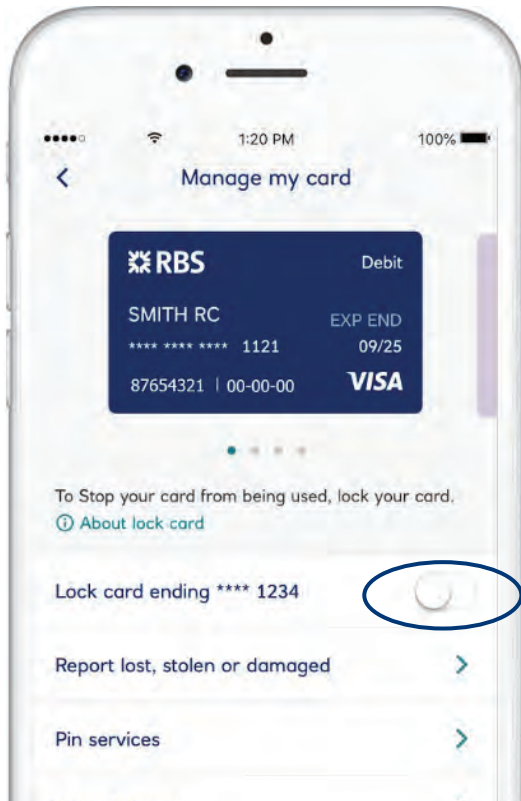 1:20 PM 100%
Manage my card
RBS Debit
SMITH RC
EXP END
**** **** **** 1121 09/25
87654321 | 00-00-00 VISA
To Stop your card from being used, lock your card.
About lock card
Lock card ending **** 1234
Report lost, stolen or damaged
Pin services